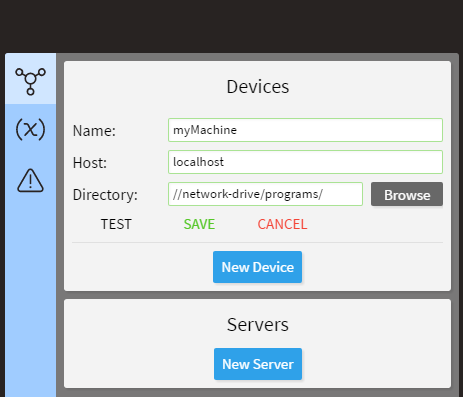 Devices
(x)
Name: myMachine
Host: localhost
Directory: //network-drive/programs/ Browse
TEST SAVE CANCEL
New Device
Servers
New Server